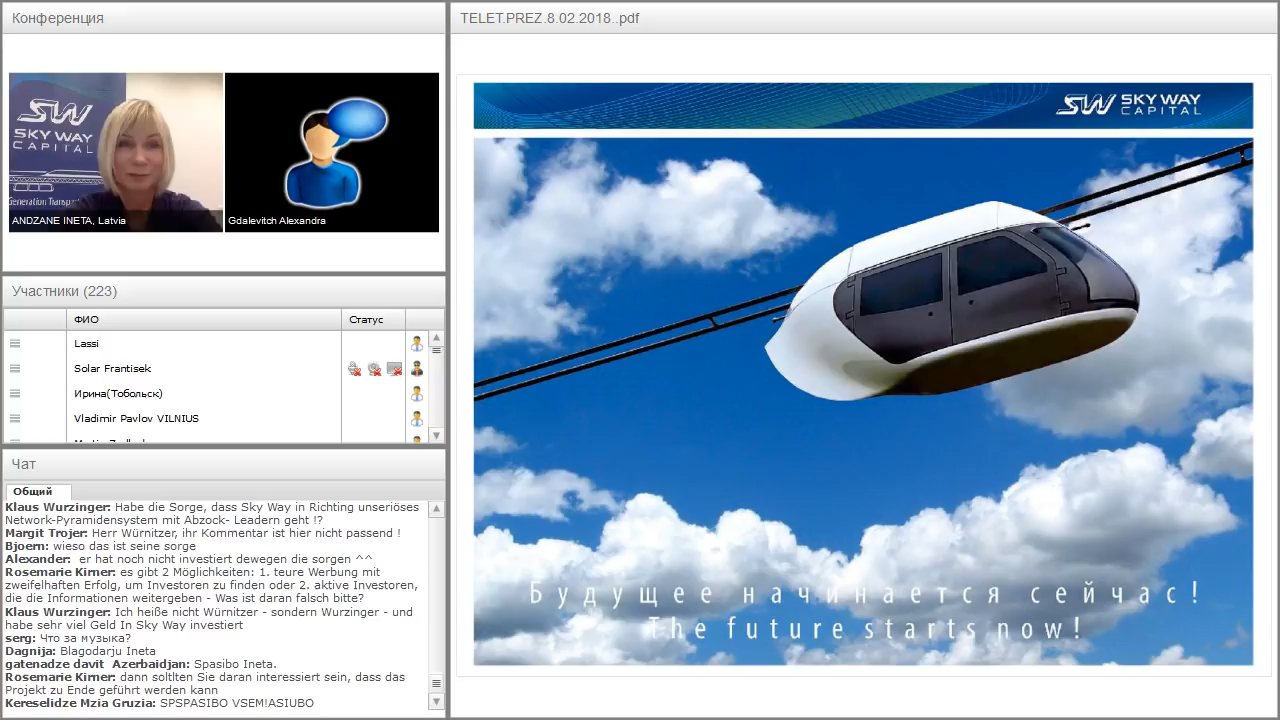 Конференция
SW
SKY WAY
CAPITAL
ANDZANE INETA, Latvia
Gdalevitch Alexandra
Участники (223)
ФИО Статус
Lassi
Solar Frantisek
Ирина(Тобольск)
Vladimir Pavlov VILNIUS
Чат
Общий
Klaus Wurzinger: Habe die Sorge, dass Sky Way in Richting unseriöses
Network-Pyramidensystem mit Abzock- Leadern geht !?
Margit Trojer: Herr Würnitzer, ihr Kommentar ist hier nicht passend !
Bjoern: wieso das ist seine sorge
Alexander: er hat noch nicht investiert dewegen die sorgen ^^
Rosemarie Kirner: es gibt 2 Möglichkeiten: 1. teure Werbung mit
zweifelhaften Erfolg, um Investoren zu finden oder 2. aktive Investoren,
die die Informationen weitergeben - Was ist daran falsch bitte?
Klaus Wurzinger: Ich heiße nicht Würnitzer - sondern Wurzinger - und
habe sehr viel Geld In Sky Way investiert
serg: Что за музыка?
Dagnija: Blagodarju Ineta
gatenadze davit Azerbaidjan: Spasibo Ineta.
Rosemarie Kirner: dann soltlten Sie daran interessiert sein, dass das
Projekt zu Ende geführt werden kann
Kereselidze Mzia Gruzia: SPSPASIBO VSEM!ASIUBO
TELET.PREZ.8.02.2018..pdf
SW SKY WAY
CAPITAL
Будущее начинается сейчас!
The future starts now!